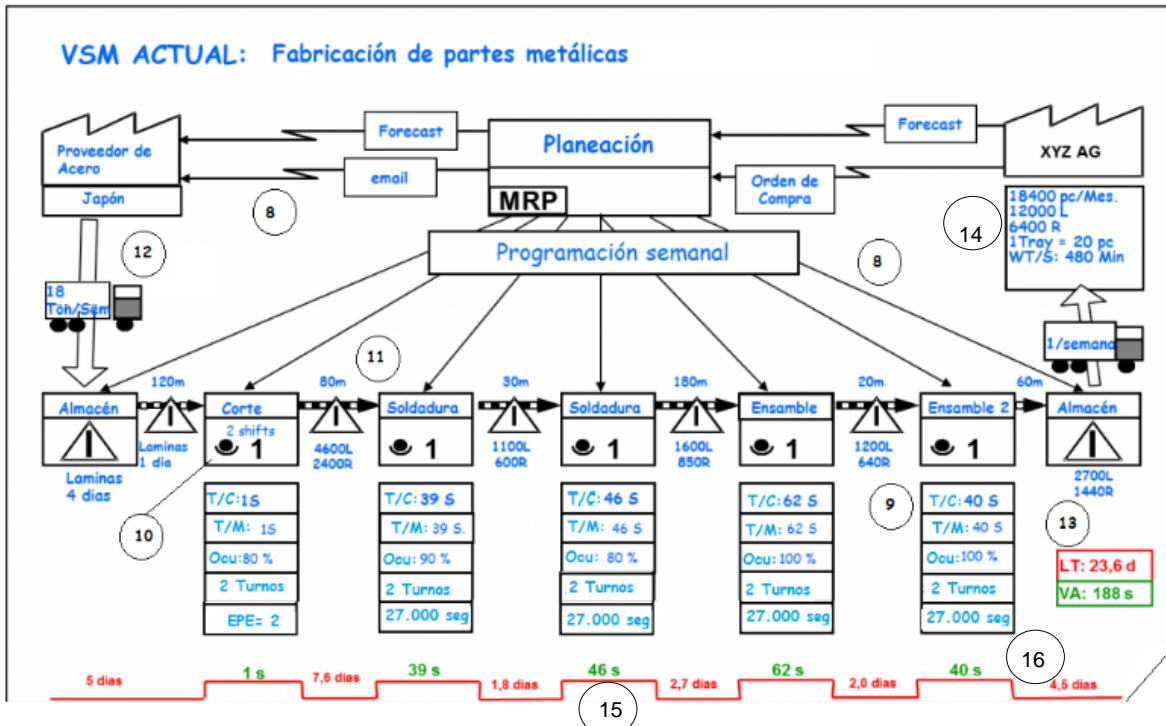 VSM ACTUAL: Fabricación de partes metálicas
Forecast
Forecast
Proveedor de
Acero
Japón
Planeación
MRP
XYZ AG
email
Orden de
Compra
8
18400 pc/Mes.
12000 L
6400 R
1Tray = 20 pc
WT/S: 480 Min
14
12
Programación semanal
8
18
Ton/Sem
1/semana
11
120m
80m
30m
180m
20m
60m
Almacén
Corte
Soldadura
Soldadura
Ensamble
Ensamble 2
Almacén
2 shifts
1
1
1
1
1
Laminas
1 dia
4600L
2400R
1100L
600R
1600L
850R
1200L
640R
Laminas
4 dias
2700L
1440R
10
9
13
T/C:1S
T/M: 1S
Ocu:80 %
2 Turnos
EPE= 2
T/C:39 S
T/M: 39 S.
Ocu: 90 %
2 Turnos
27.000 seg
T/C: 46 S
T/M: 46 S
Ocu: 80 %
2 Turnos
27.000 seg
T/C: 62 S
T/M: 62 S
Ocu:100 %
2 Turnos
27.000 seg
T/C: 40 S
T/M: 40 S
Ocu:100 %
2 Turnos
27.000 seg
LT: 23,6 d
VA: 188 s
16
5 dias
1 s
7,6 dias
39 s
1,8 dias
46 s
2,7 dias
62 s
2,0 dias
40 s
4,5 dias
15